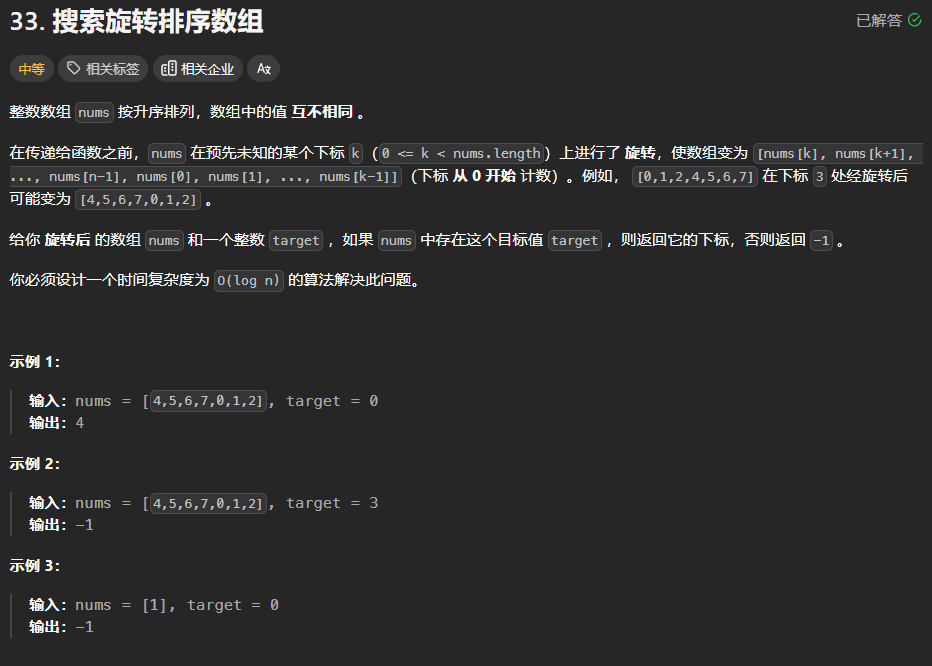 33. 搜索旋转排序数组
已解答
中等 相关标签 相关企业
整数数组 nums 按升序排列，数组中的值 互不相同 。
在传递给函数之前，nums 在预先未知的某个下标 k（0 <= k < nums.length）上进行了 旋转，使数组变为 [nums[k], nums[k+1],
..., nums[n-1], nums[0], nums[1], ..., nums[k-1]]（下标 从 0 开始 计数）。例如， [0,1,2,4,5,6,7] 在下标 3 处经旋转后
可能变为 [4,5,6,7,0,1,2] 。
给你 旋转后 的数组 nums 和一个整数 target ，如果 nums 中存在这个目标值 target ，则返回它的下标，否则返回 -1 。
你必须设计一个时间复杂度为 O(log n) 的算法解决此问题。
示例 1：
输入：nums = [4,5,6,7,0,1,2], target = 0
输出：4
示例 2：
输入：nums = [4,5,6,7,0,1,2], target = 3
输出：-1
示例 3：
输入：nums = [1], target = 0
输出：-1